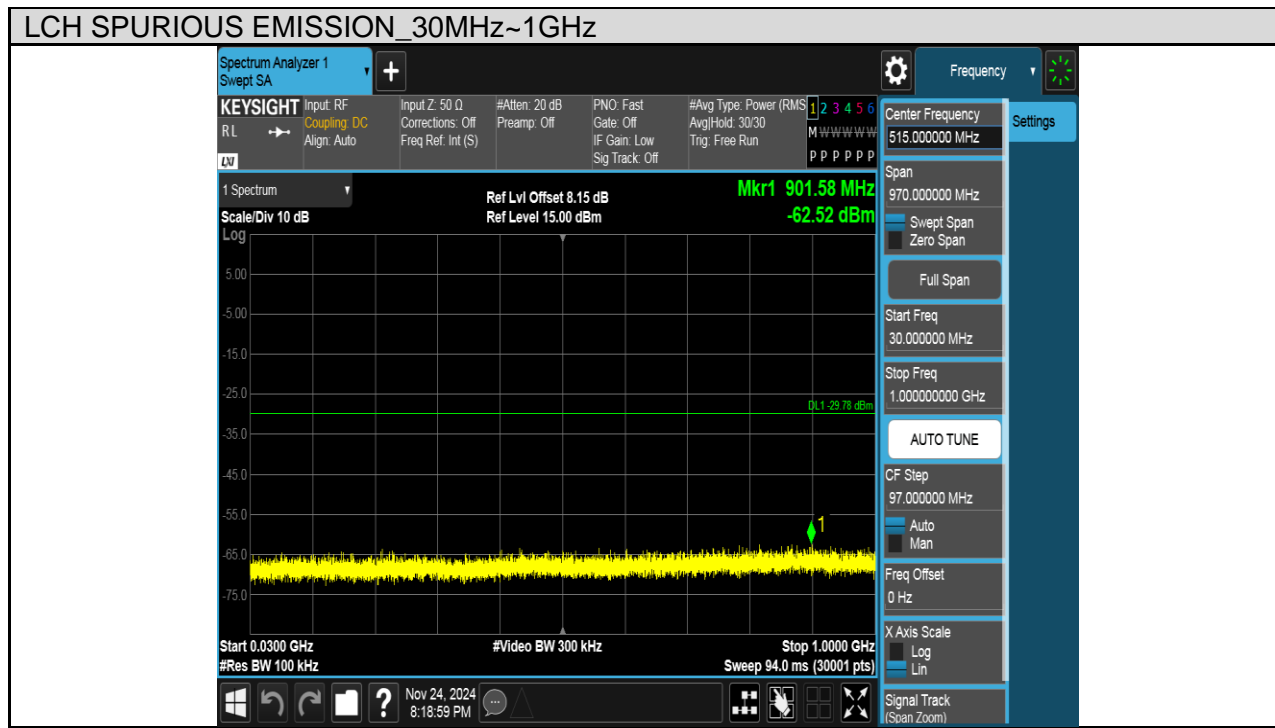 LCH SPURIOUS EMISSION_30MHz~1GHz
Spectrum Analyzer 1
Swept SA
+
Frequency
KEYSIGHT
RL
LXI
Input: RF
Coupling: DC
Align: Auto
Input Z: 50 Ω
Corrections: Off
Freq Ref: Int (S)
#Atten: 20 dB
Preamp: Off
PNO: Fast
Gate: Off
IF Gain: Low
Sig Track: Off
#Avg Type: Power (RMS
Avg|Hold: 30/30
Trig: Free Run
1 2 3 4 5 6
M W W W W W
P P P P P P
1 Spectrum
Scale/Div 10 dB
Ref Lvl Offset 8.15 dB
Ref Level 15.00 dBm
Mkr1 901.58 MHz
-62.52 dBm
Log
5.00
-5.00
-15.0
-25.0
DL1 -29.78 dBm
-35.0
-45.0
-55.0
1
-65.0
-75.0
Start 0.0300 GHz
#Res BW 100 kHz
#Video BW 300 kHz
Stop 1.0000 GHz
Sweep 94.0 ms (30001 pts)
?
Nov 24, 2024
8:18:59 PM
Center Frequency
515.000000 MHz
Settings
Span
970.000000 MHz
Swept Span
Zero Span
Full Span
Start Freq
30.000000 MHz
Stop Freq
1.000000000 GHz
AUTO TUNE
CF Step
97.000000 MHz
Auto
Man
Freq Offset
0 Hz
X Axis Scale
Log
Lin
Signal Track
(Span Zoom)